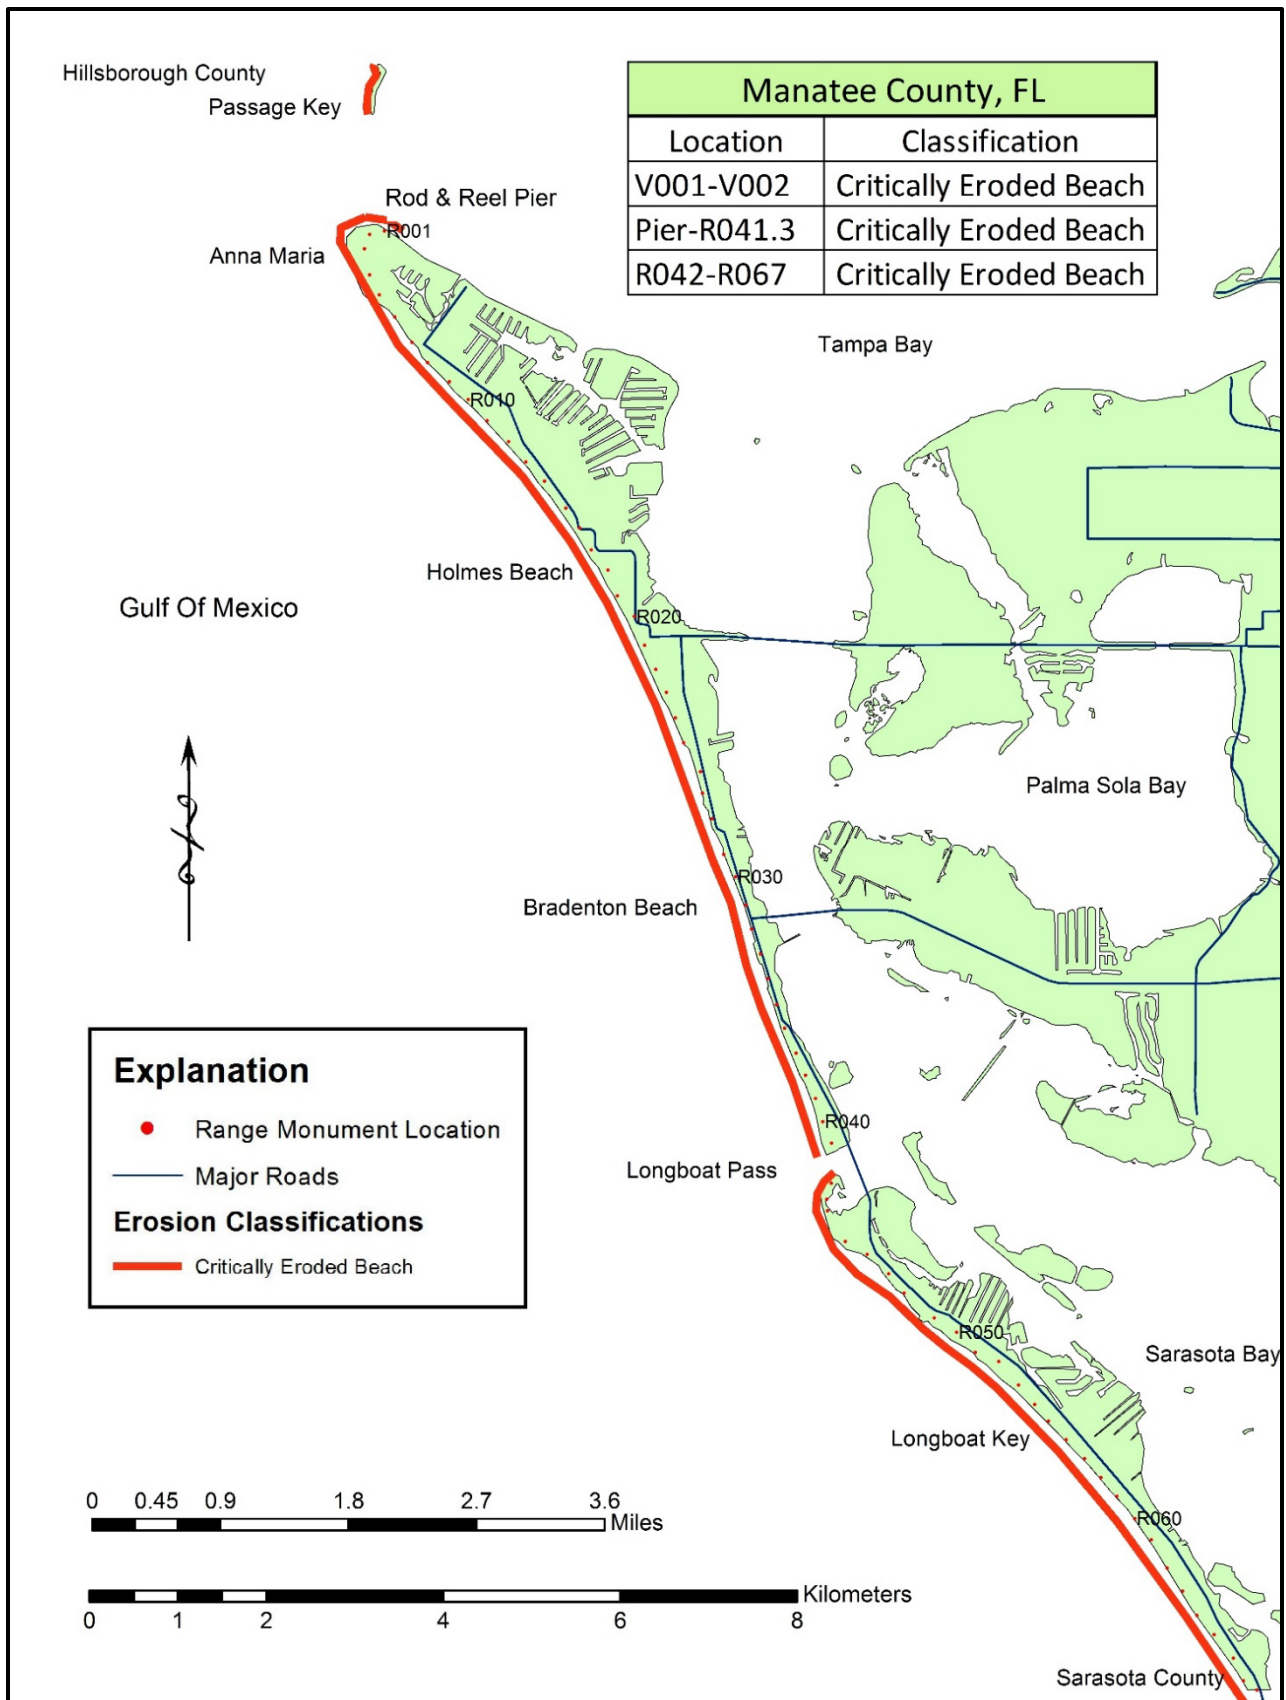 Hillsborough County
Passage Key
Manatee County, FL
Location Classification
V001-V002 Critically Eroded Beach
Pier-R041.3 Critically Eroded Beach
R042-R067 Critically Eroded Beach
Rod & Reel Pier
R001
Anna Maria
Tampa Bay
R010
Holmes Beach
Gulf Of Mexico
R020
Palma Sola Bay
R030
Bradenton Beach
Explanation
Range Monument Location
Major Roads
Erosion Classifications
Critically Eroded Beach
R040
Longboat Pass
R050
Sarasota Bay
Longboat Key
0 0.45 0.9 1.8 2.7 3.6
Miles
R060
Kilometers
0 1 2 4 6 8
Sarasota County